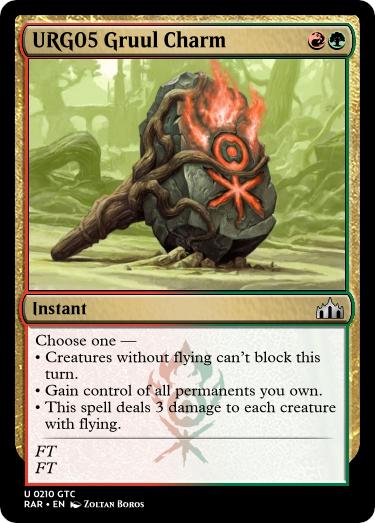 URG05 Gruul Charm
Instant
Choose one —
• Creatures without flying can't block this
turn.
• Gain control of all permanents you own.
• This spell deals 3 damage to each creature
with flying.
FT
FT
U 0210 GTC
RAR • EN Zoltan Boros